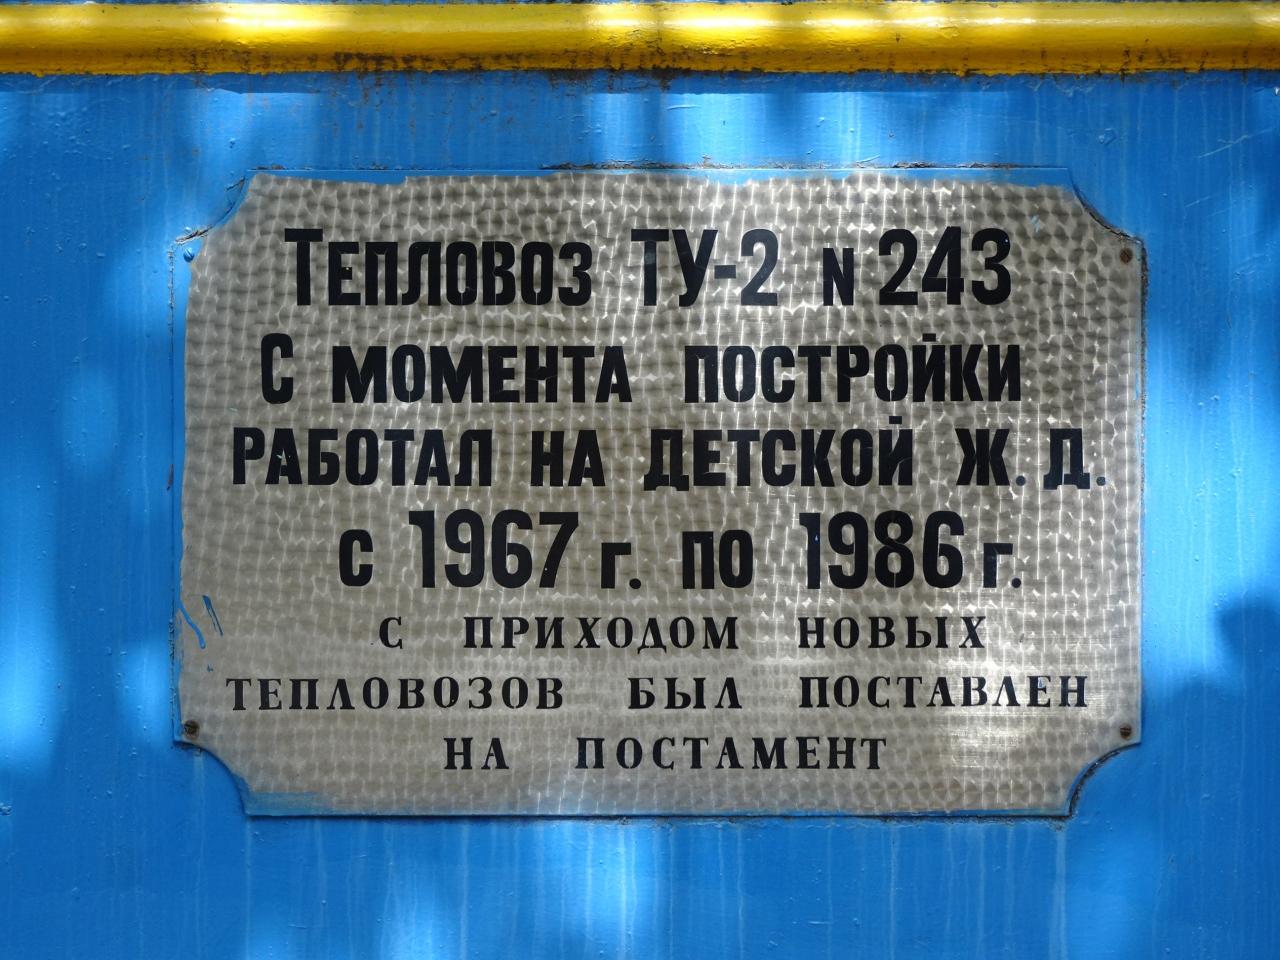 Тепловоз ТУ-2 N 243
С момента постройки
работал на детской ж.д.
с 1967 г. по 1986 г.
с приходом новых
тепловозов был поставлен
на постамент